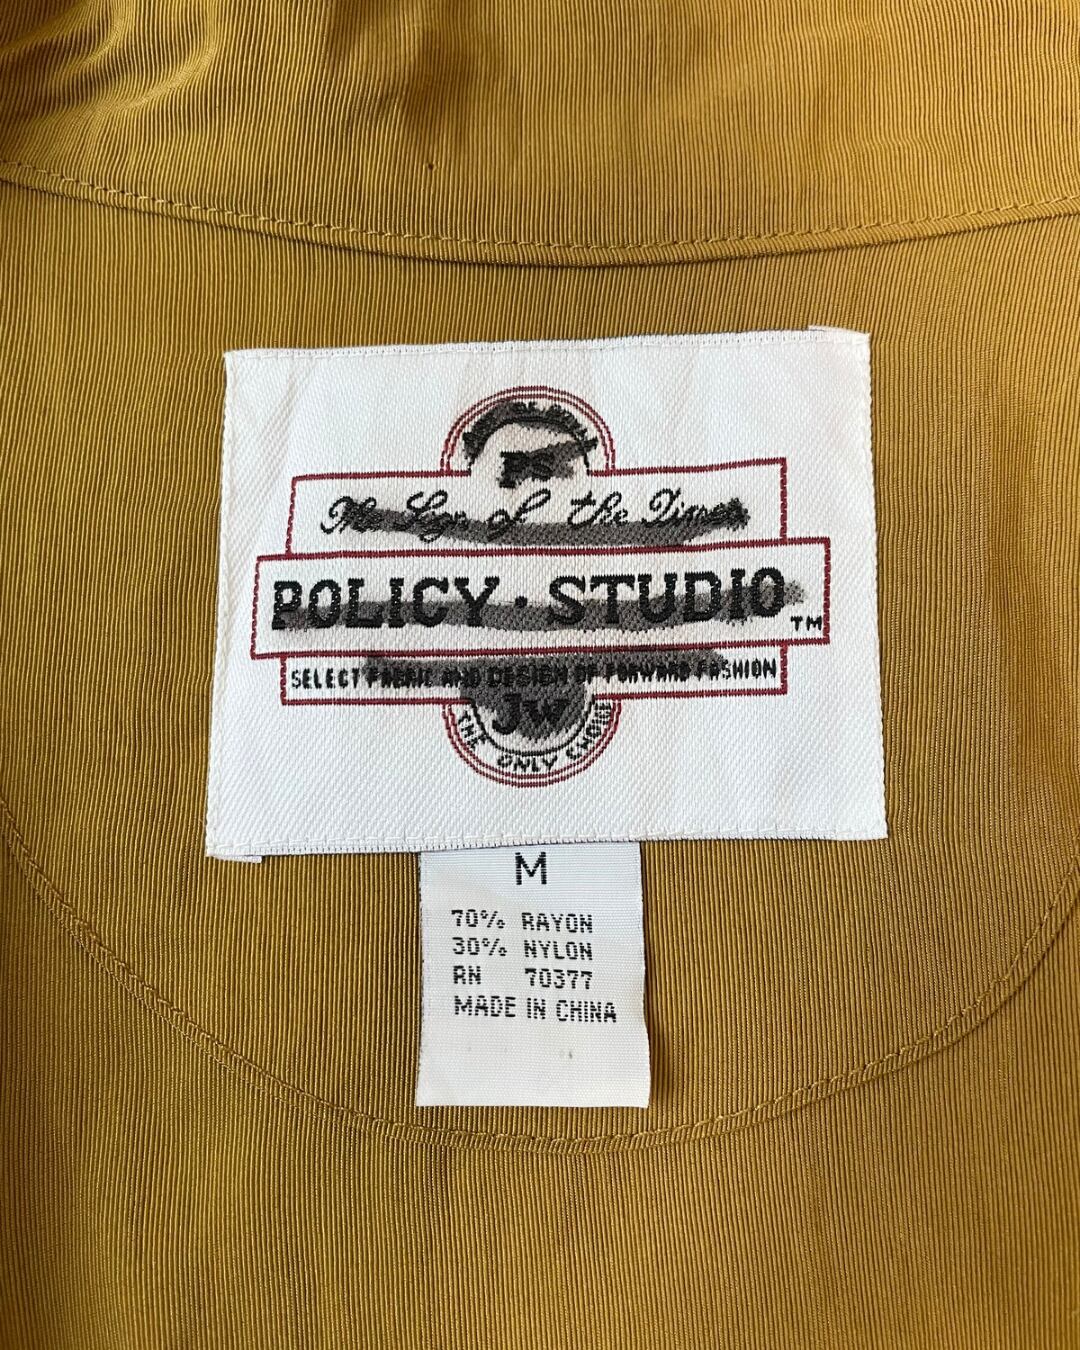 PS
The Sign of the Times
POLICY · STUDIO TM
SELECT FABRIC AND DESIGN OF FORWARD FASHION
JW
THE ONLY CHOICE
M
70% RAYON
30% NYLON
RN 70377
MADE IN CHINA